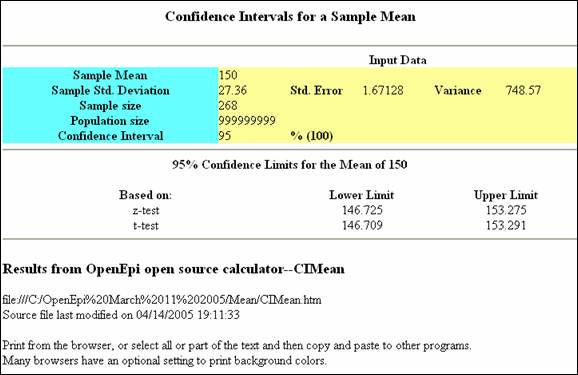 Confidence Intervals for a Sample Mean
Input Data
Sample Mean 150
Sample Std. Deviation 27.36 Std. Error 1.67128 Variance 748.57
Sample size 268
Population size 999999999
Confidence Interval 95 % (100)
95% Confidence Limits for the Mean of 150
Based on: Lower Limit Upper Limit
z-test 146.725 153.275
t-test 146.709 153.291
Results from OpenEpi open source calculator--CIMean
file:///C:/OpenEpi%20March%2011%202005/Mean/CIMean.htm
Source file last modified on 04/14/2005 19:11:33
Print from the browser, or select all or part of the text and then copy and paste to other programs.
Many browsers have an optional setting to print background colors.